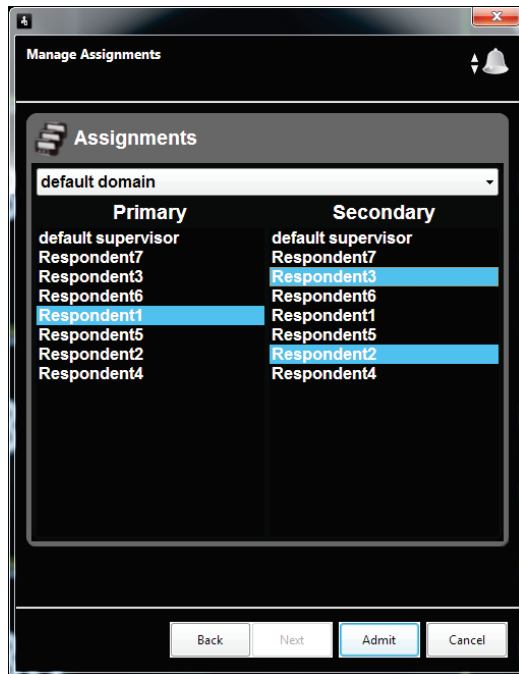 Manage Assignments
Assignments
default domain
Primary Secondary
default supervisor default supervisor
Respondent7 Respondent7
Respondent3 Respondent3
Respondent6 Respondent6
Respondent1 Respondent1
Respondent5 Respondent5
Respondent2 Respondent2
Respondent4 Respondent4
Back Next Admit Cancel